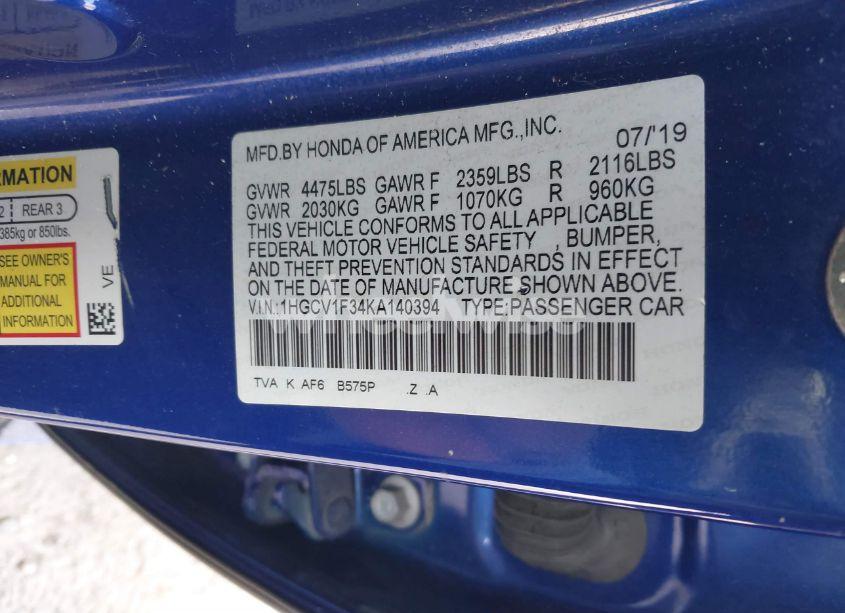 RMATION
2 REAR 3
385kg or 850lbs.
SEE OWNER'S
MANUAL FOR
ADDITIONAL
INFORMATION
VE
MFD.BY HONDA OF AMERICA MFG.,INC. 07/'19
GVWR 4475LBS GAWR F 2359LBS R 2116LBS
GVWR 2030KG GAWR F 1070KG R 960KG
THIS VEHICLE CONFORMS TO ALL APPLICABLE
FEDERAL MOTOR VEHICLE SAFETY , BUMPER,
AND THEFT PREVENTION STANDARDS IN EFFECT
ON THE DATE OF MANUFACTURE SHOWN ABOVE.
V.I.N.:1HGCV1F34KA140394 TYPE:PASSENGER CAR
TVA K AF6 B575P .Z .A